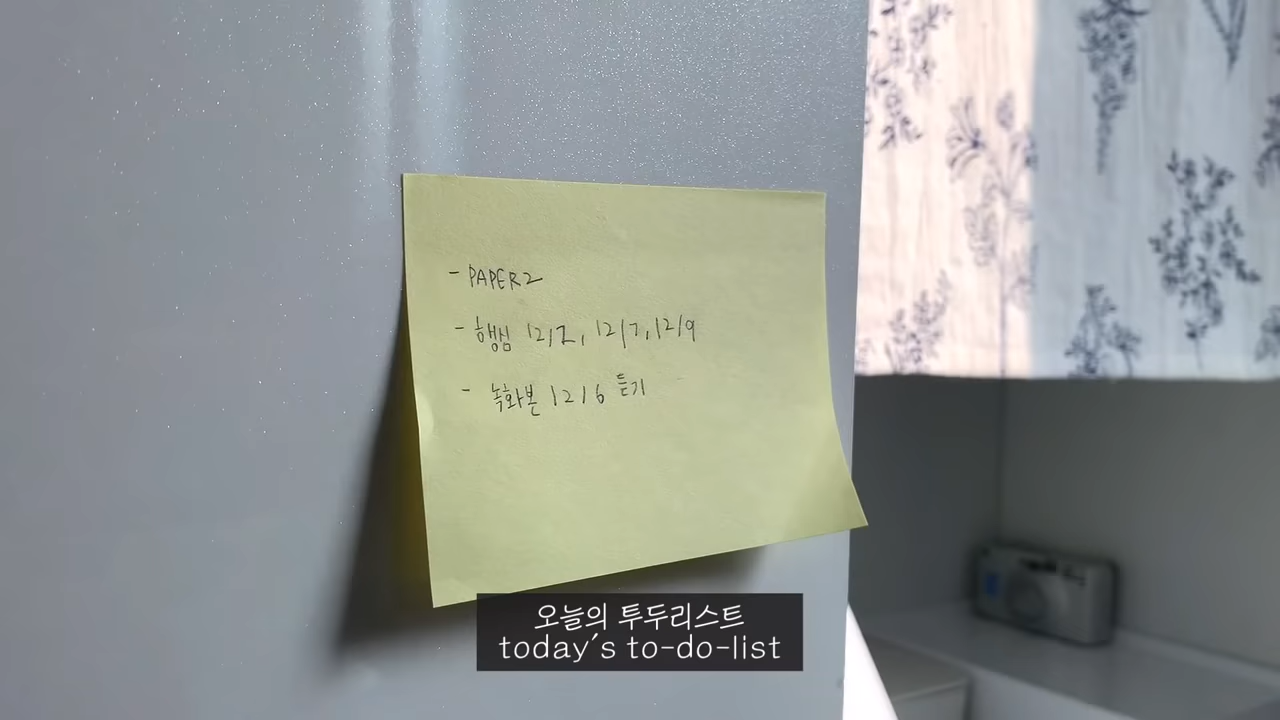 - PAPER2
- 행심 12/2, 12/7, 12/9
- 녹화본 12/6 듣기
오늘의 투두리스트
today's to-do-list